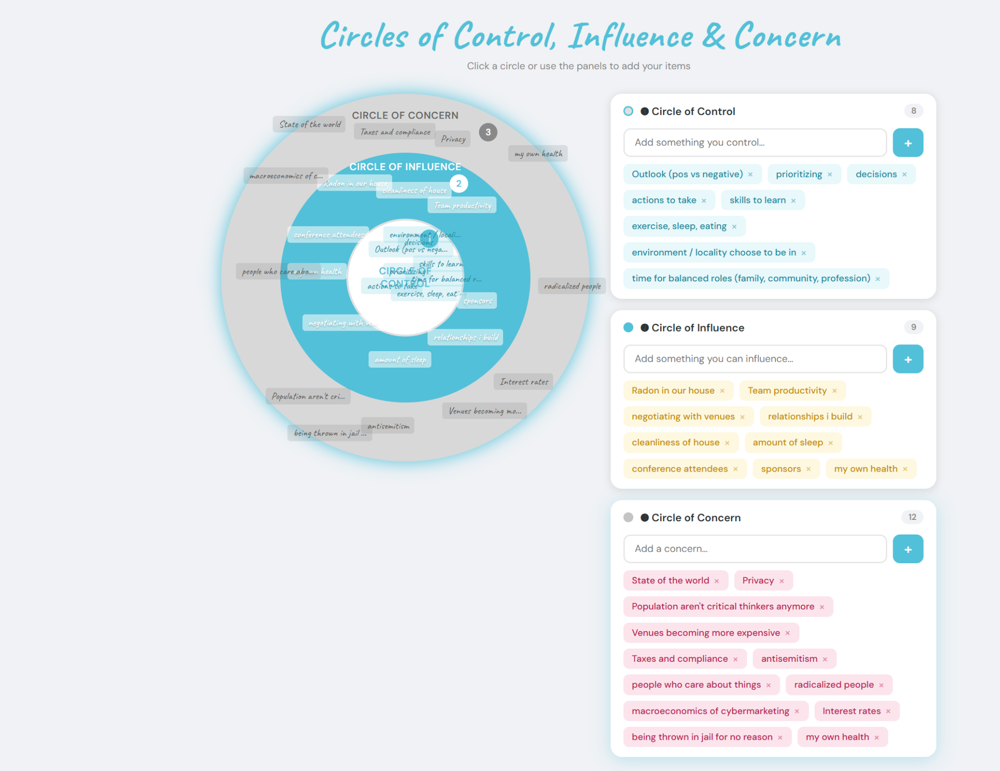 Circles of Control, Influence & Concern
Click a circle or use the panels to add your items
CIRCLE OF CONCERN
State of the world
Taxes and compliance
Privacy
3
my own health
CIRCLE OF INFLUENCE
macroeconomics of c...
Radon in our house
cleanliness of house
2
Team productivity
conference attendees
environment / locali...
decisions
Outlook (pos vs nega...
skills to learn
people who care abo...
my own health
CIRCLE OF
CONTROL
prioritizing
time for balanced r...
actions to take
exercise, sleep, eating
radicalized people
sponsors
negotiating with ve...
relationships i build
amount of sleep
Interest rates
Population aren't cri...
Venues becoming mo...
being thrown in jail ...
antisemitism
Circle of Control
8
Add something you control...
+
Outlook (pos vs negative) × prioritizing × decisions ×
actions to take × skills to learn ×
exercise, sleep, eating ×
environment / locality choose to be in ×
time for balanced roles (family, community, profession) ×
Circle of Influence
9
Add something you can influence...
+
Radon in our house × Team productivity ×
negotiating with venues × relationships i build ×
cleanliness of house × amount of sleep ×
conference attendees × sponsors × my own health ×
Circle of Concern
12
Add a concern...
+
State of the world × Privacy ×
Population aren't critical thinkers anymore ×
Venues becoming more expensive ×
Taxes and compliance × antisemitism ×
people who care about things × radicalized people ×
macroeconomics of cybermarketing × Interest rates ×
being thrown in jail for no reason × my own health ×